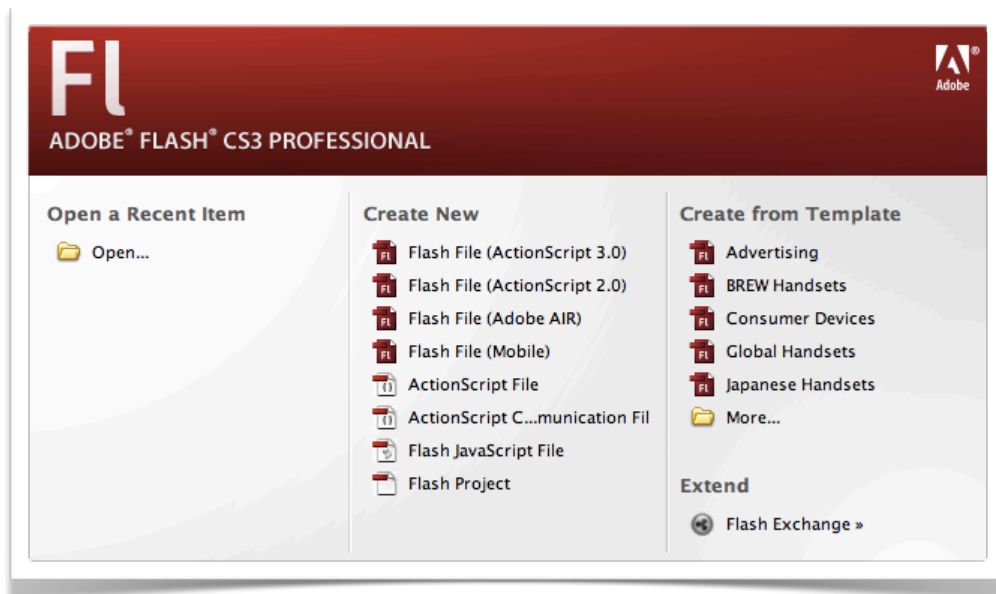 Fl
Adobe
ADOBE® FLASH® CS3 PROFESSIONAL
Open a Recent Item
Open...
Create New
Flash File (ActionScript 3.0)
Flash File (ActionScript 2.0)
Flash File (Adobe AIR)
Flash File (Mobile)
ActionScript File
ActionScript C...munication Fil
Flash JavaScript File
Flash Project
Create from Template
Advertising
BREW Handsets
Consumer Devices
Global Handsets
Japanese Handsets
More...
Extend
Flash Exchange »